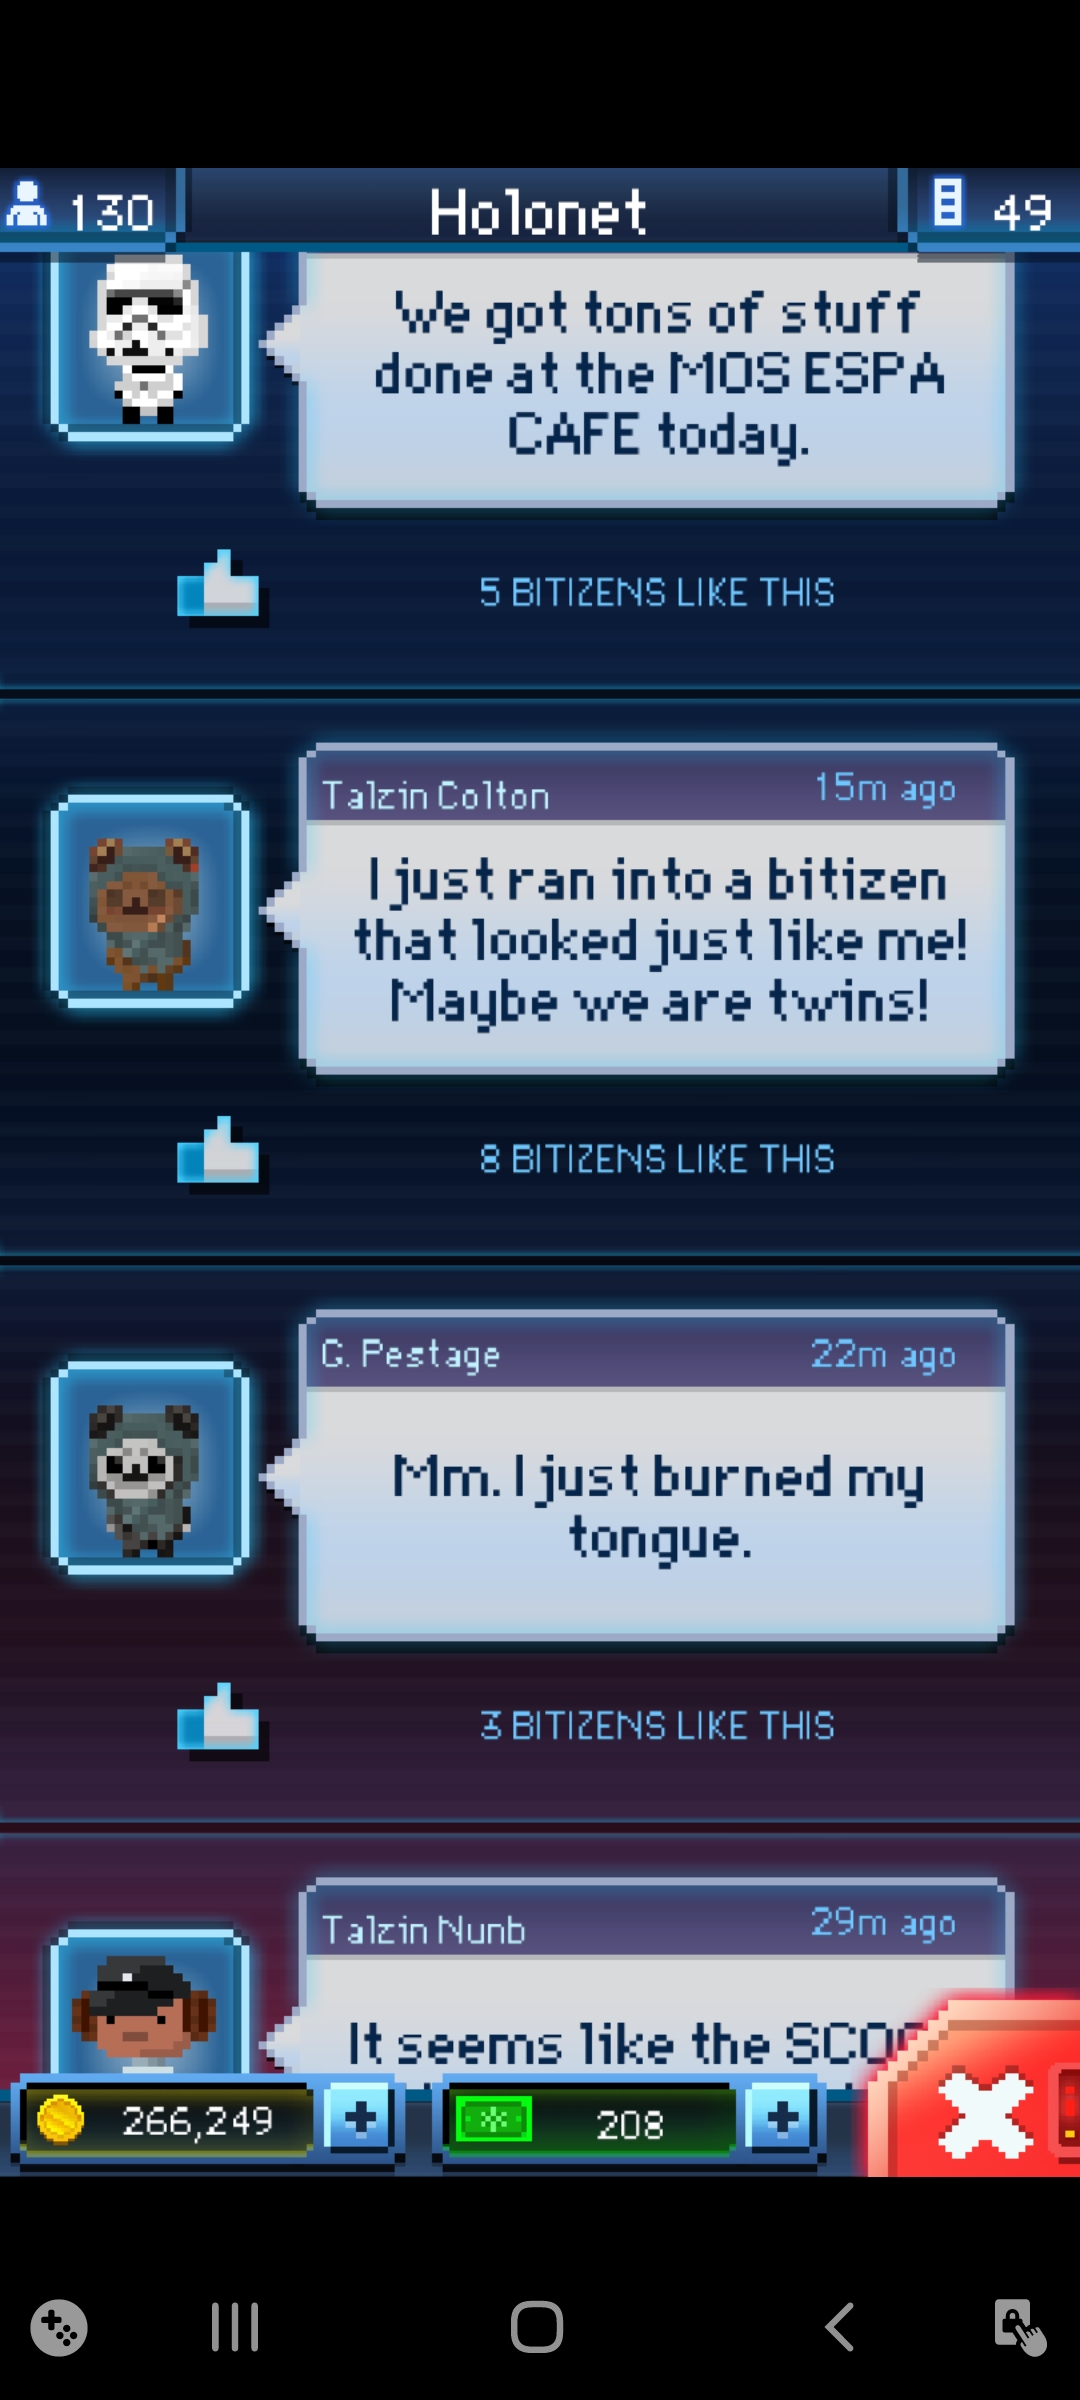 130 Holonet 49
We got tons of stuff
done at the MOS ESPA
CAFE today.
5 BITIZENS LIKE THIS
Talzin Colton 15m ago
I just ran into a bitizen
that looked just like me!
Maybe we are twins!
8 BITIZENS LIKE THIS
G. Pestage 22m ago
Mm. I just burned my
tongue.
3 BITIZENS LIKE THIS
Talzin Nunb 29m ago
It seems like the
266,249 208